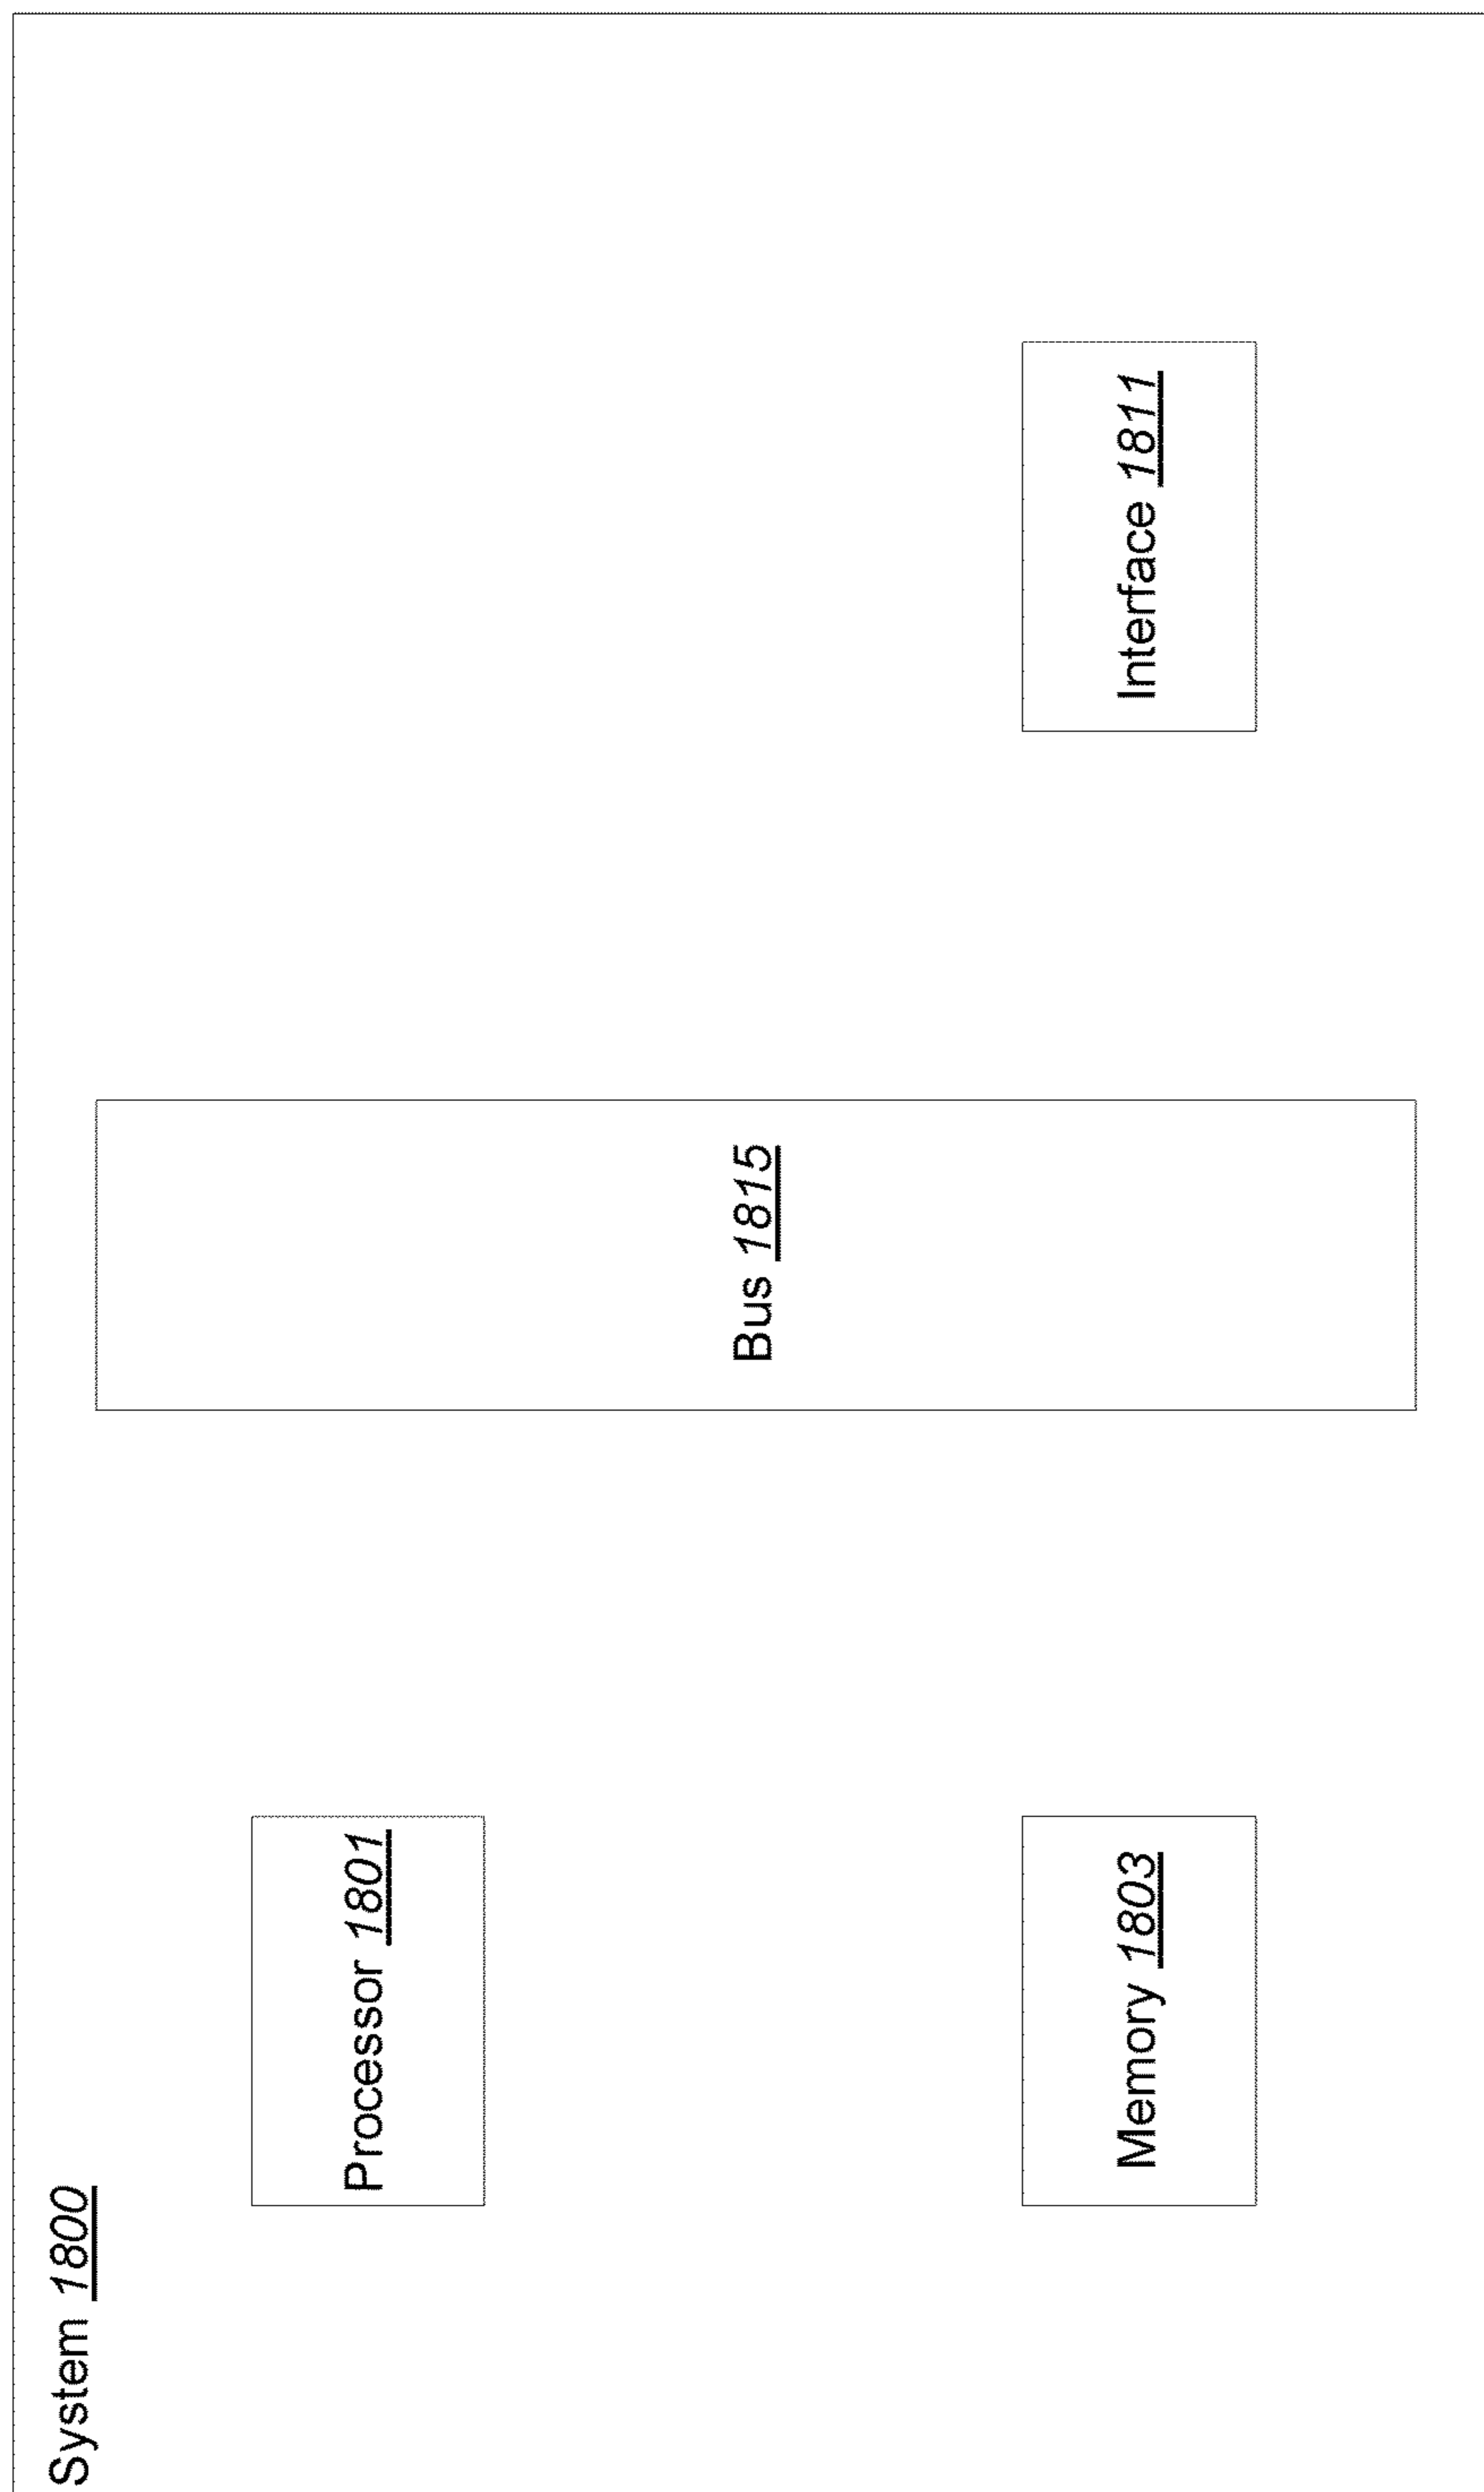 System 1800
Processor 1801
Bus 1815
Memory 1803
Interface 1811